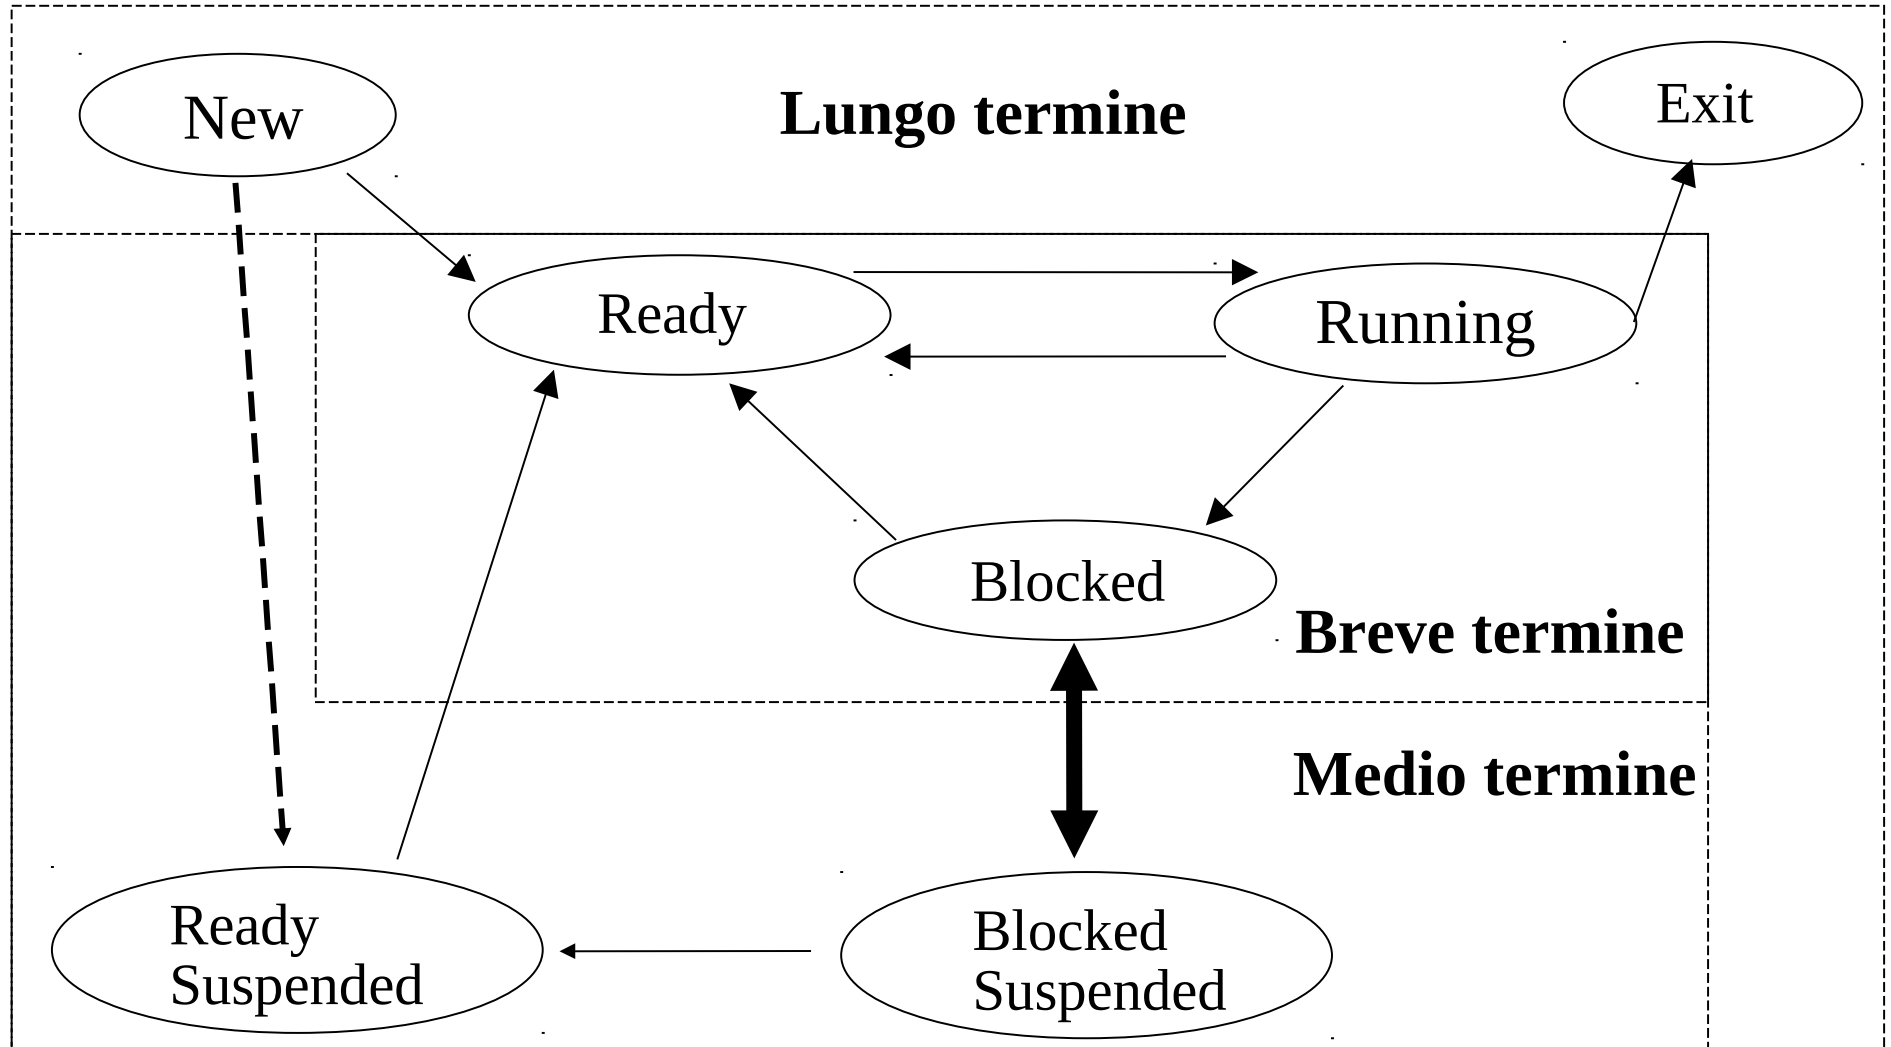 New
Lungo termine
Exit
Ready
Running
Blocked
Breve termine
Medio termine
Ready
Suspended
Blocked
Suspended